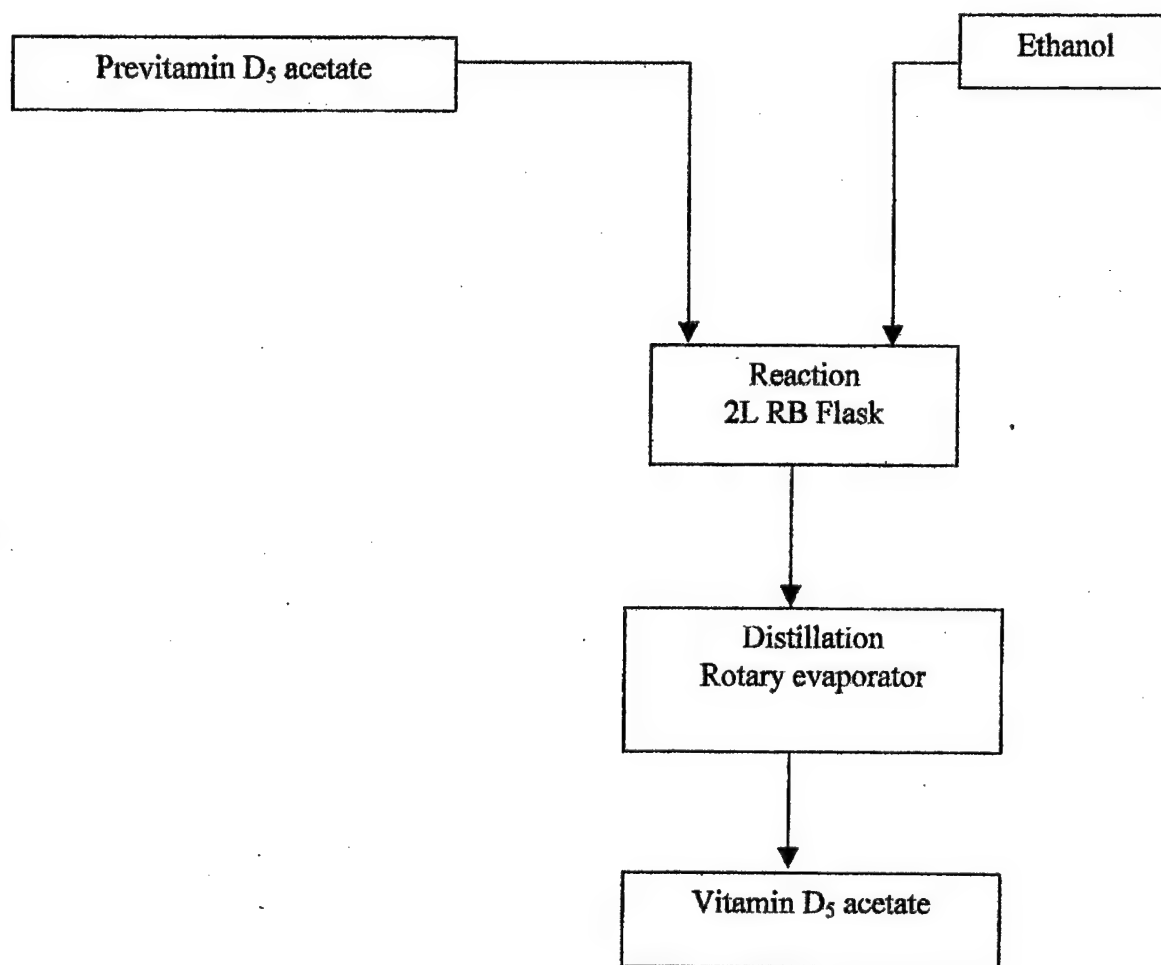 Previtamin D₅ acetate
Ethanol
Reaction
2L RB Flask
Distillation
Rotary evaporator
Vitamin D₅ acetate